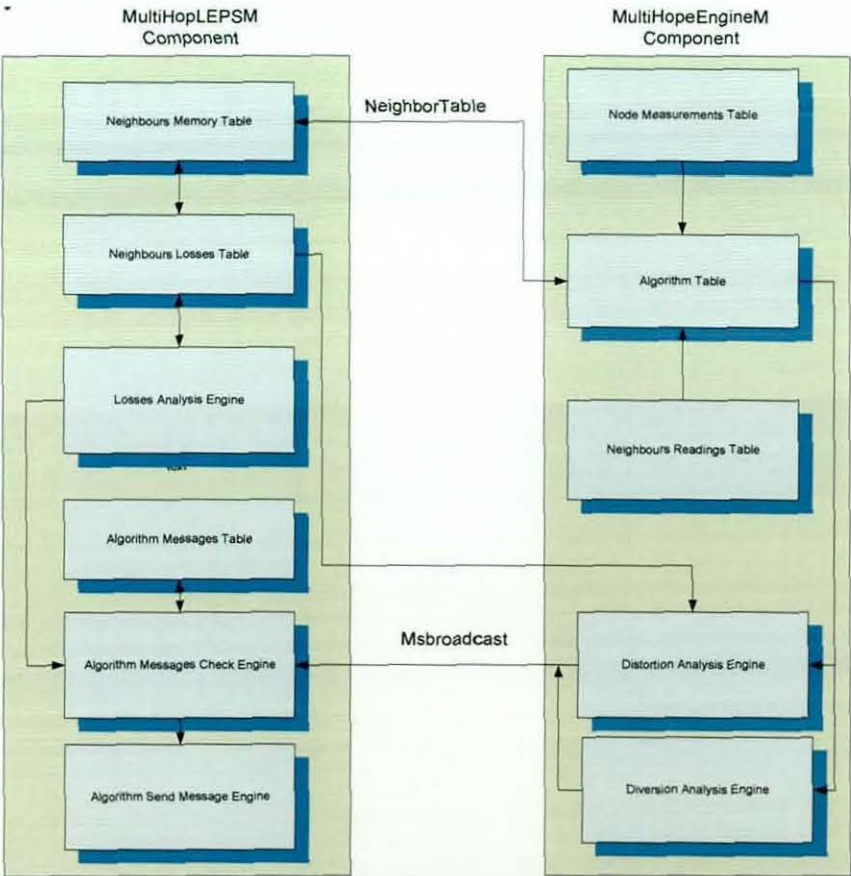 MultiHopLEPSM
Component
Neighbours Memory Table
Neighbours Losses Table
Losses Analysis Engine
Algorithm Messages Table
Algorithm Messages Check Engine
Algorithm Send Message Engine
NeighborTable
Msbroadcast
MultiHopeEngineM
Component
Node Measurements Table
Algorithm Table
Neighbours Readings Table
Distortion Analysis Engine
Diversion Analysis Engine